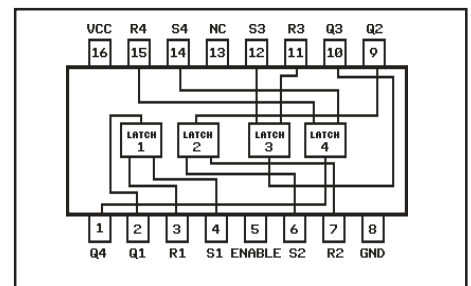 VCC R4 S4 NC S3 R3 Q3 Q2
16 15 14 13 12 11 10 9
LATCH LATCH LATCH LATCH
1 2 3 4
1 2 3 4 5 6 7 8
Q4 Q1 R1 S1 ENABLE S2 R2 GND